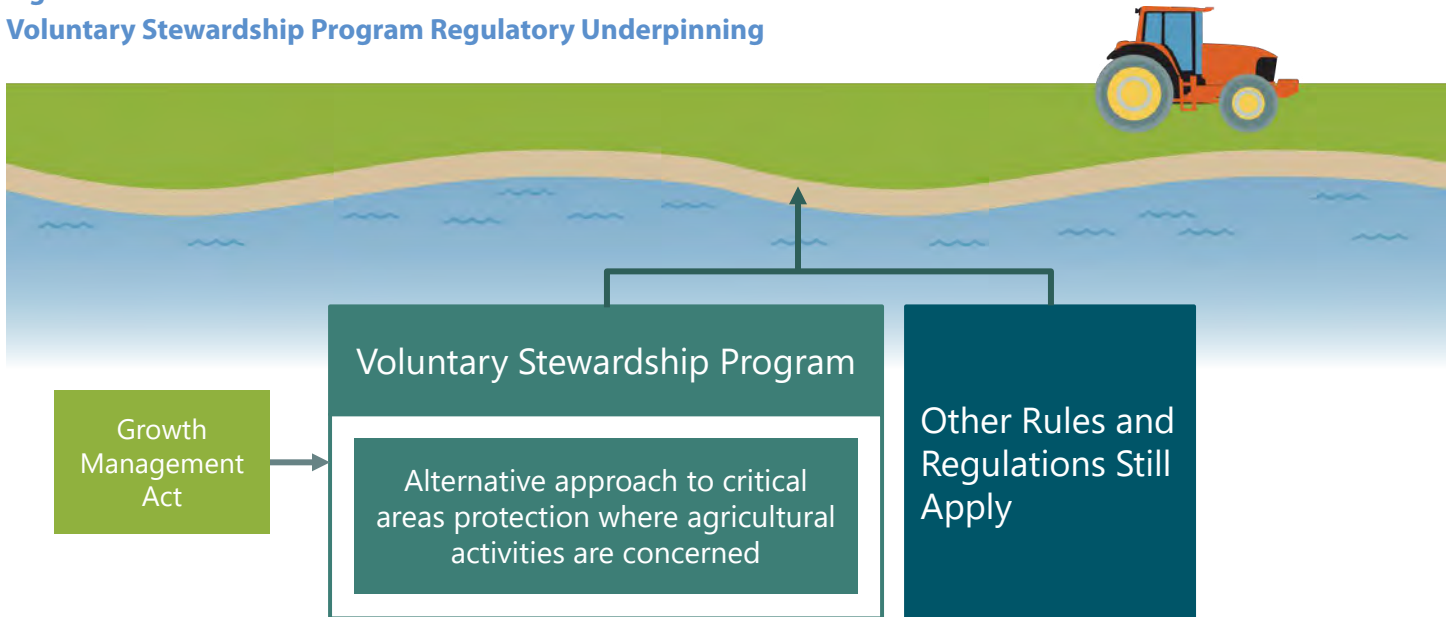 Voluntary Stewardship Program Regulatory Underpinning
Voluntary Stewardship Program
Growth
Management
Act
Alternative approach to critical
areas protection where agricultural
activities are concerned
Other Rules and
Regulations Still
Apply